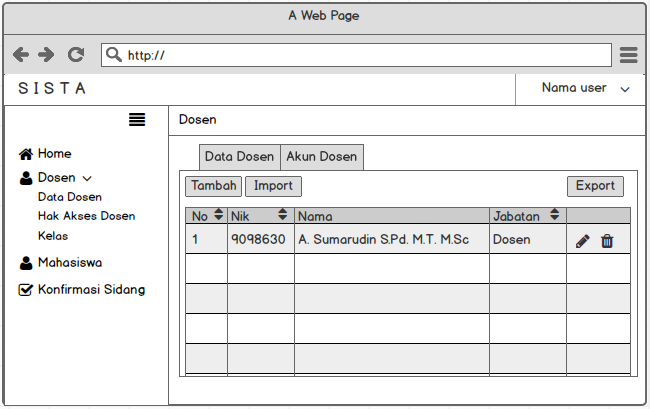 A Web Page
http://
S I S T A
Nama user
Dosen
Home
Dosen
Data Dosen
Hak Akses Dosen
Kelas
Mahasiswa
Konfirmasi Sidang
Data Dosen Akun Dosen
Tambah Import Export
No Nik Nama Jabatan
1 9098630 A. Sumarudin S.Pd. M.T. M.Sc Dosen